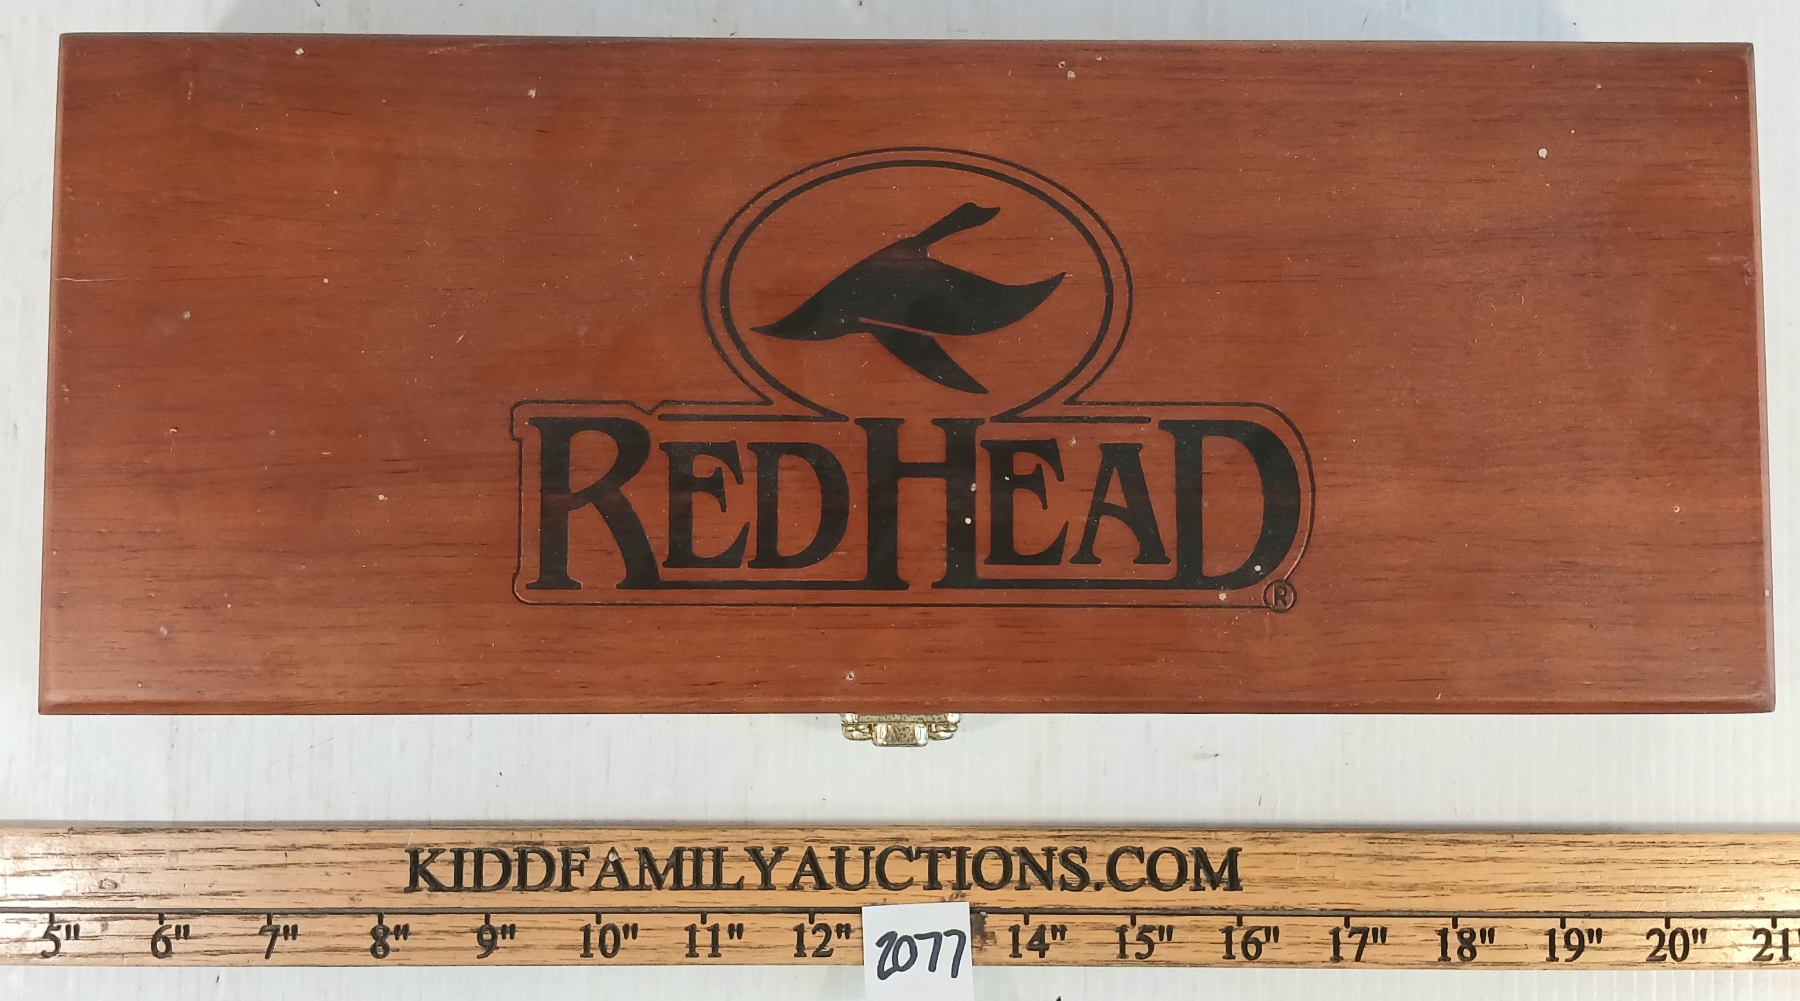 REDHEAD
®
KIDDFAMILYAUCTIONS.COM
5" 6" 7" 8" 9" 10" 11" 12" 14" 15" 16" 17" 18" 19" 20" 21"
2077